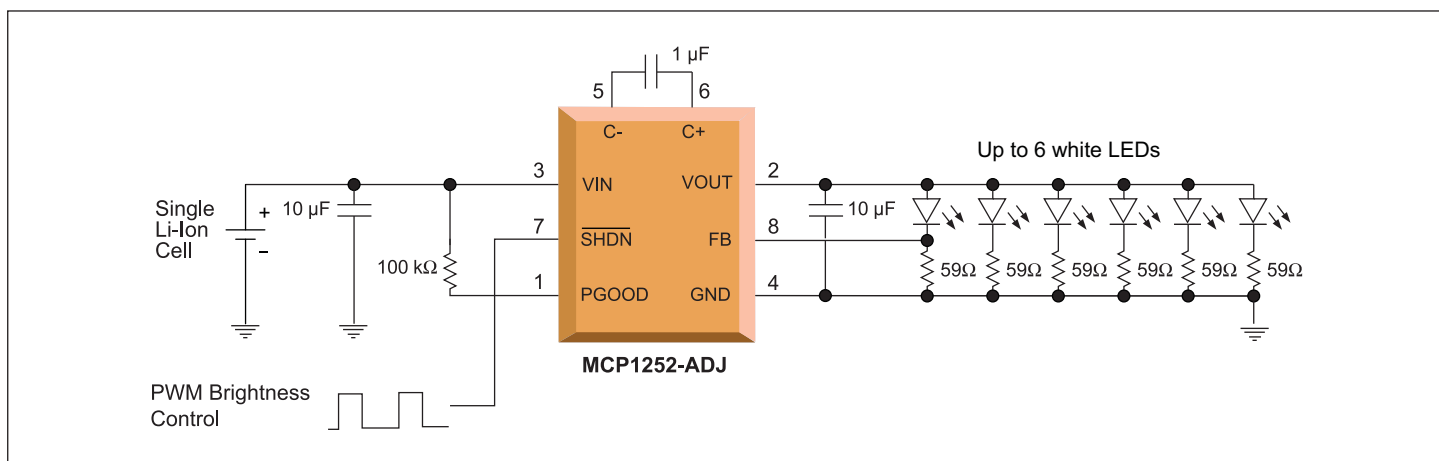 1 µF
5
6
C-
C+
Up to 6 white LEDs
3
VIN
VOUT
2
Single
Li-Ion
Cell
+
–
10 µF
10 µF
7
SHDN
FB
8
100 kΩ
59Ω
59Ω
59Ω
59Ω
59Ω
59Ω
1
PGOOD
GND
4
MCP1252-ADJ
PWM Brightness
Control